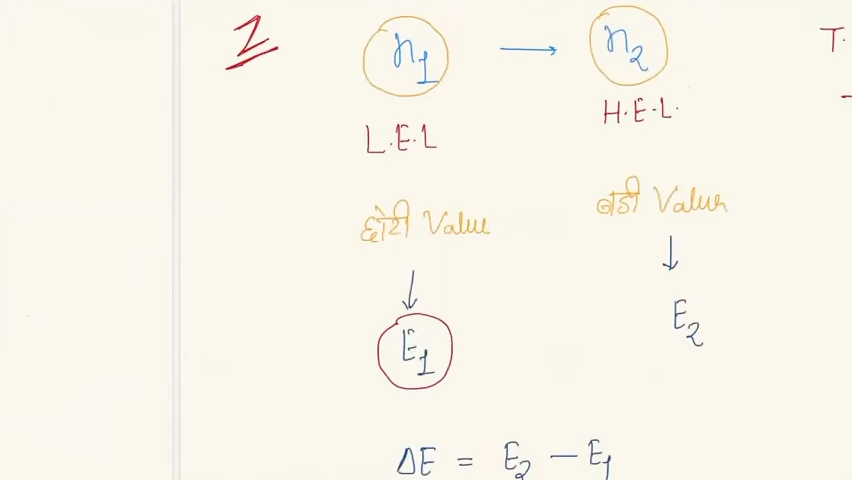 Z n₁ → n₂ T.
L.E.L H.E.L.
छोटी Value बडी Value
↓ ↓
E₁ E₂
ΔE = E₂ − E₁